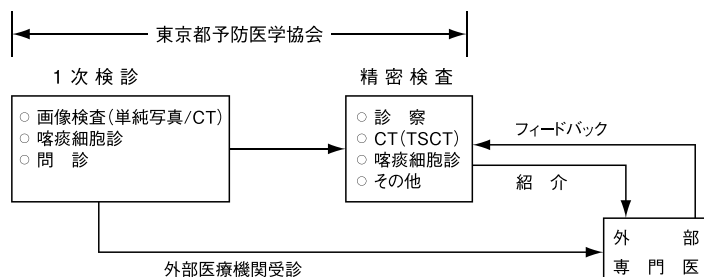 東京都予防医学協会
1次検診
精密検査
○ 画像検査(単純写真/CT)
○ 喀痰細胞診
○ 問 診
○ 診 察
○ CT(TSCT)
○ 喀痰細胞診
○ その他
フィードバック
紹 介
外部医療機関受診
外 部
専 門 医